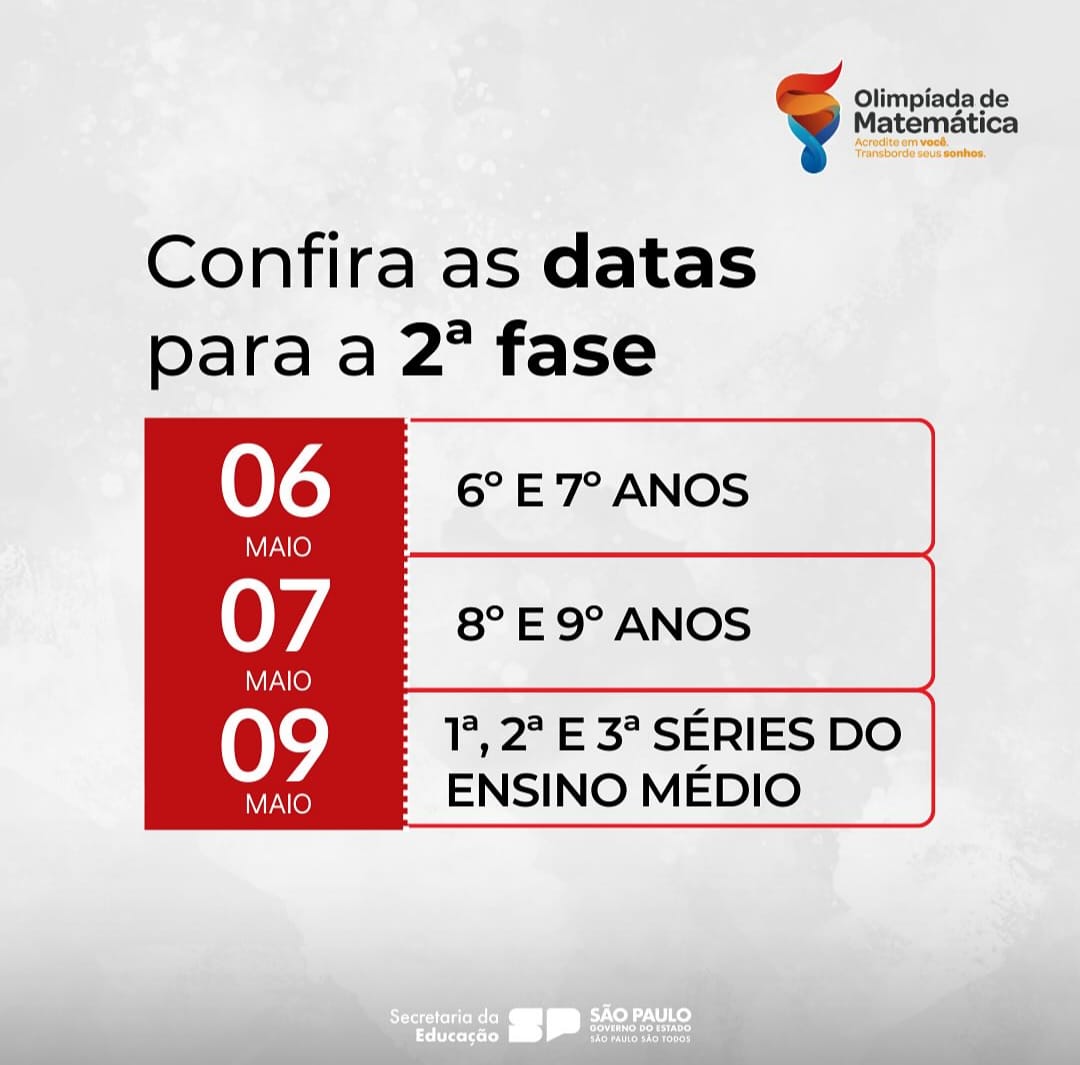 Olimpíada de
Matemática
Acredite em você.
Transborde seus sonhos.
Confira as datas
para a 2ª fase
06
MAIO
6º E 7º ANOS
07
MAIO
8º E 9º ANOS
09
MAIO
1ª, 2ª E 3ª SÉRIES DO
ENSINO MÉDIO
Secretaria da
Educação
SP
SÃO PAULO
GOVERNO DO ESTADO
SÃO PAULO SÃO TODOS